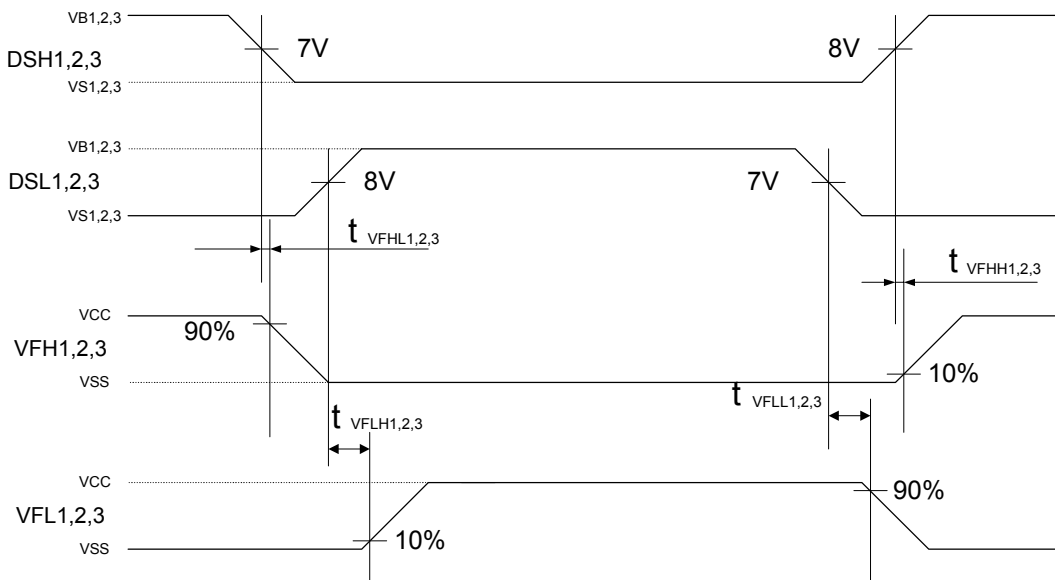 VB1,2,3
DSH1,2,3
7V
8V
VS1,2,3
VB1,2,3
DSL1,2,3
8V
7V
VS1,2,3
t VFHL1,2,3
t VFHH1,2,3
VCC
90%
VFH1,2,3
VSS
10%
t VFLH1,2,3
t VFLL1,2,3
VCC
90%
VFL1,2,3
VSS
10%